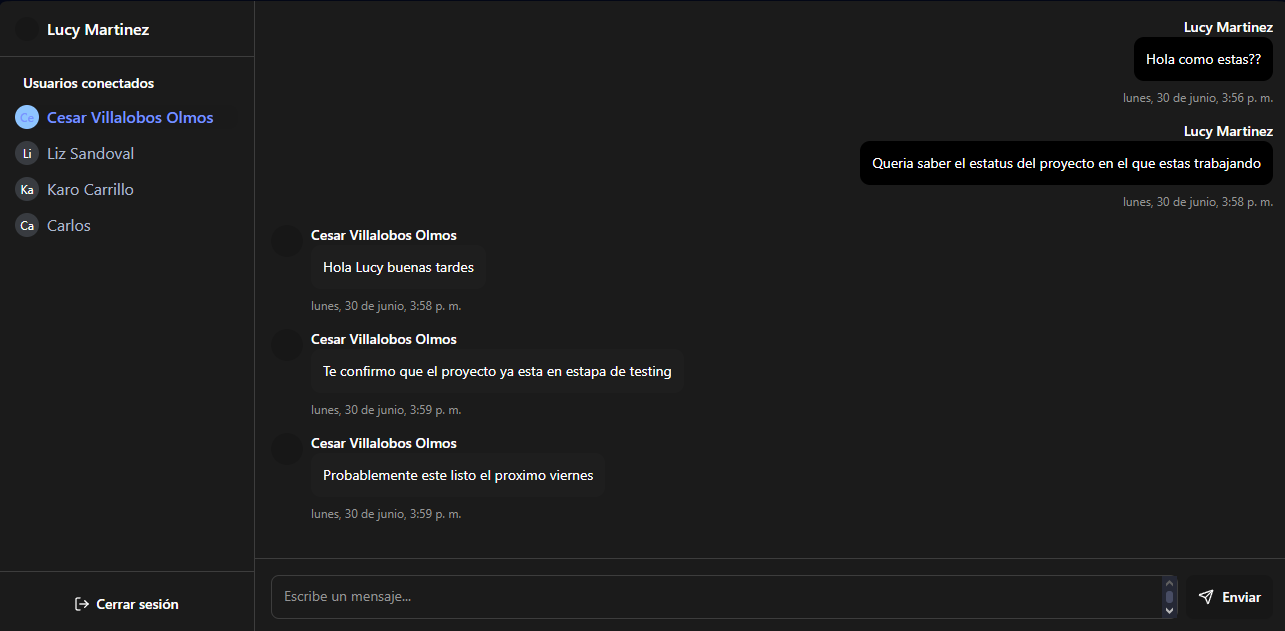 Lucy Martinez
Usuarios conectados
Ce Cesar Villalobos Olmos
Li Liz Sandoval
Ka Karo Carrillo
Ca Carlos
Cerrar sesión
Lucy Martinez
Hola como estas??
lunes, 30 de junio, 3:56 p. m.
Lucy Martinez
Queria saber el estatus del proyecto en el que estas trabajando
lunes, 30 de junio, 3:58 p. m.
Cesar Villalobos Olmos
Hola Lucy buenas tardes
lunes, 30 de junio, 3:58 p. m.
Cesar Villalobos Olmos
Te confirmo que el proyecto ya esta en estapa de testing
lunes, 30 de junio, 3:59 p. m.
Cesar Villalobos Olmos
Probablemente este listo el proximo viernes
lunes, 30 de junio, 3:59 p. m.
Escribe un mensaje...
Enviar